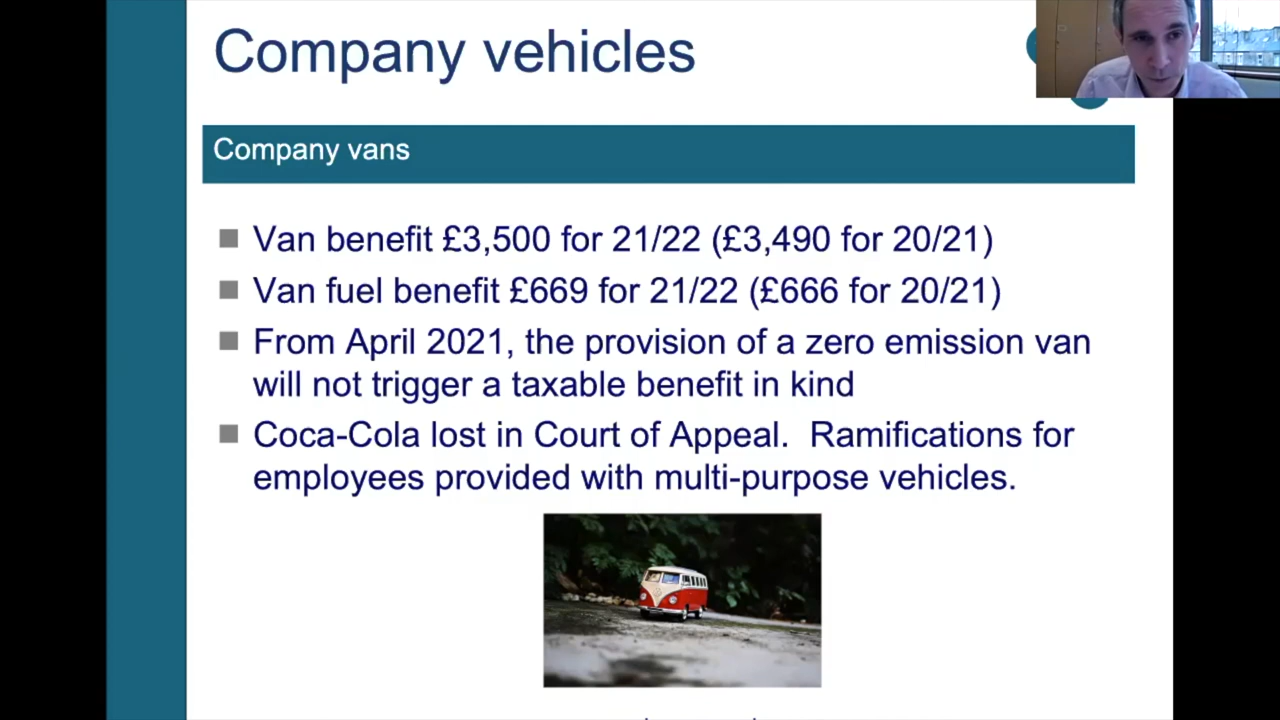 Company vehicles
Company vans
Van benefit £3,500 for 21/22 (£3,490 for 20/21)
Van fuel benefit £669 for 21/22 (£666 for 20/21)
From April 2021, the provision of a zero emission van
will not trigger a taxable benefit in kind
Coca-Cola lost in Court of Appeal.  Ramifications for
employees provided with multi-purpose vehicles.